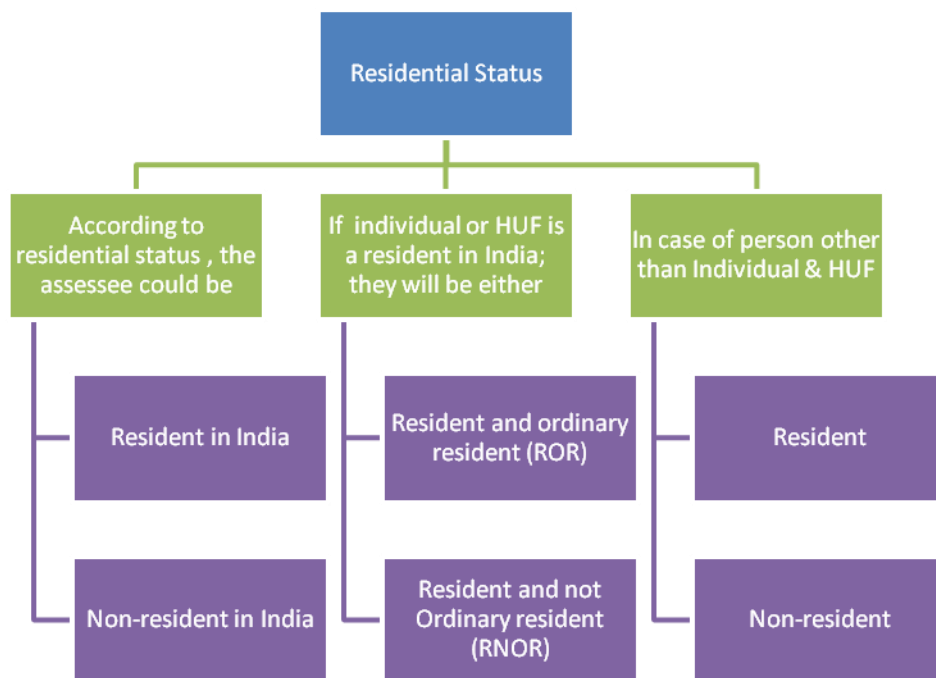 Residential Status
According to
residential status , the
assessee could be
If individual or HUF is
a resident in India;
they will be either
In case of person other
than Individual & HUF
Resident in India
Resident and ordinary
resident (ROR)
Resident
Non-resident in India
Resident and not
Ordinary resident
(RNOR)
Non-resident